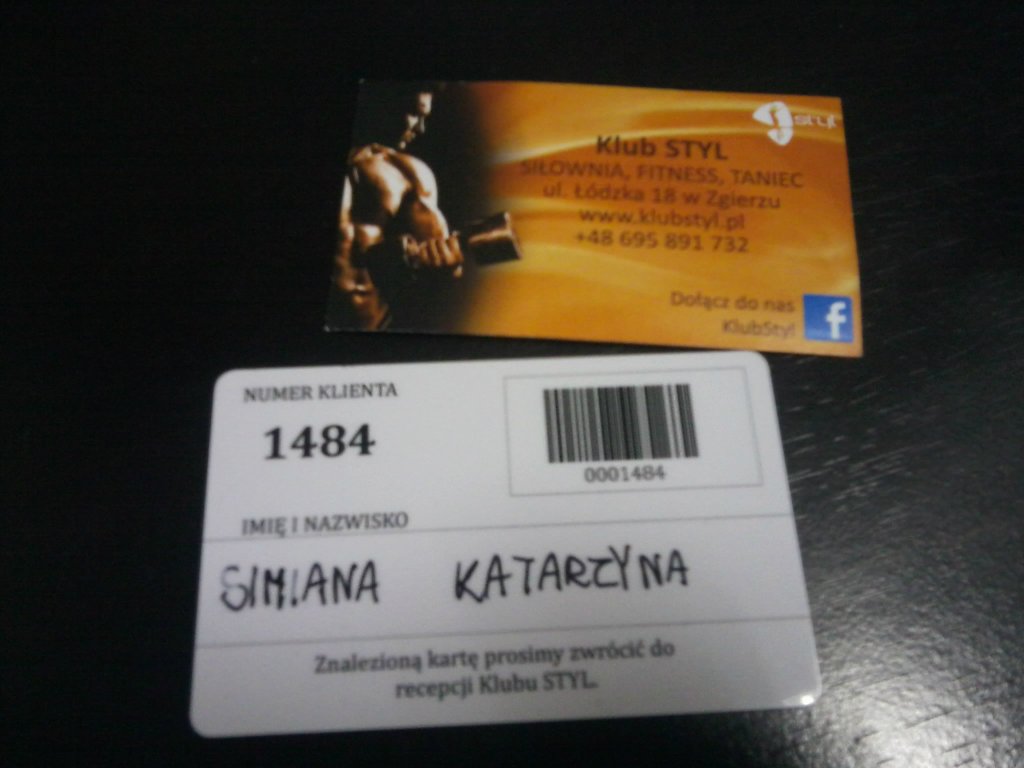 styl
Klub STYL
SIŁOWNIA, FITNESS, TANIEC
ul. Łódzka 18 w Zgierzu
www.klubstyl.pl
+48 695 891 732
Dołącz do nas
KlubStyl
f
NUMER KLIENTA
1484
0001484
IMIĘ I NAZWISKO
SIMIANA KATARZYNA
Znalezioną kartę prosimy zwrócić do
recepcji Klubu STYL.